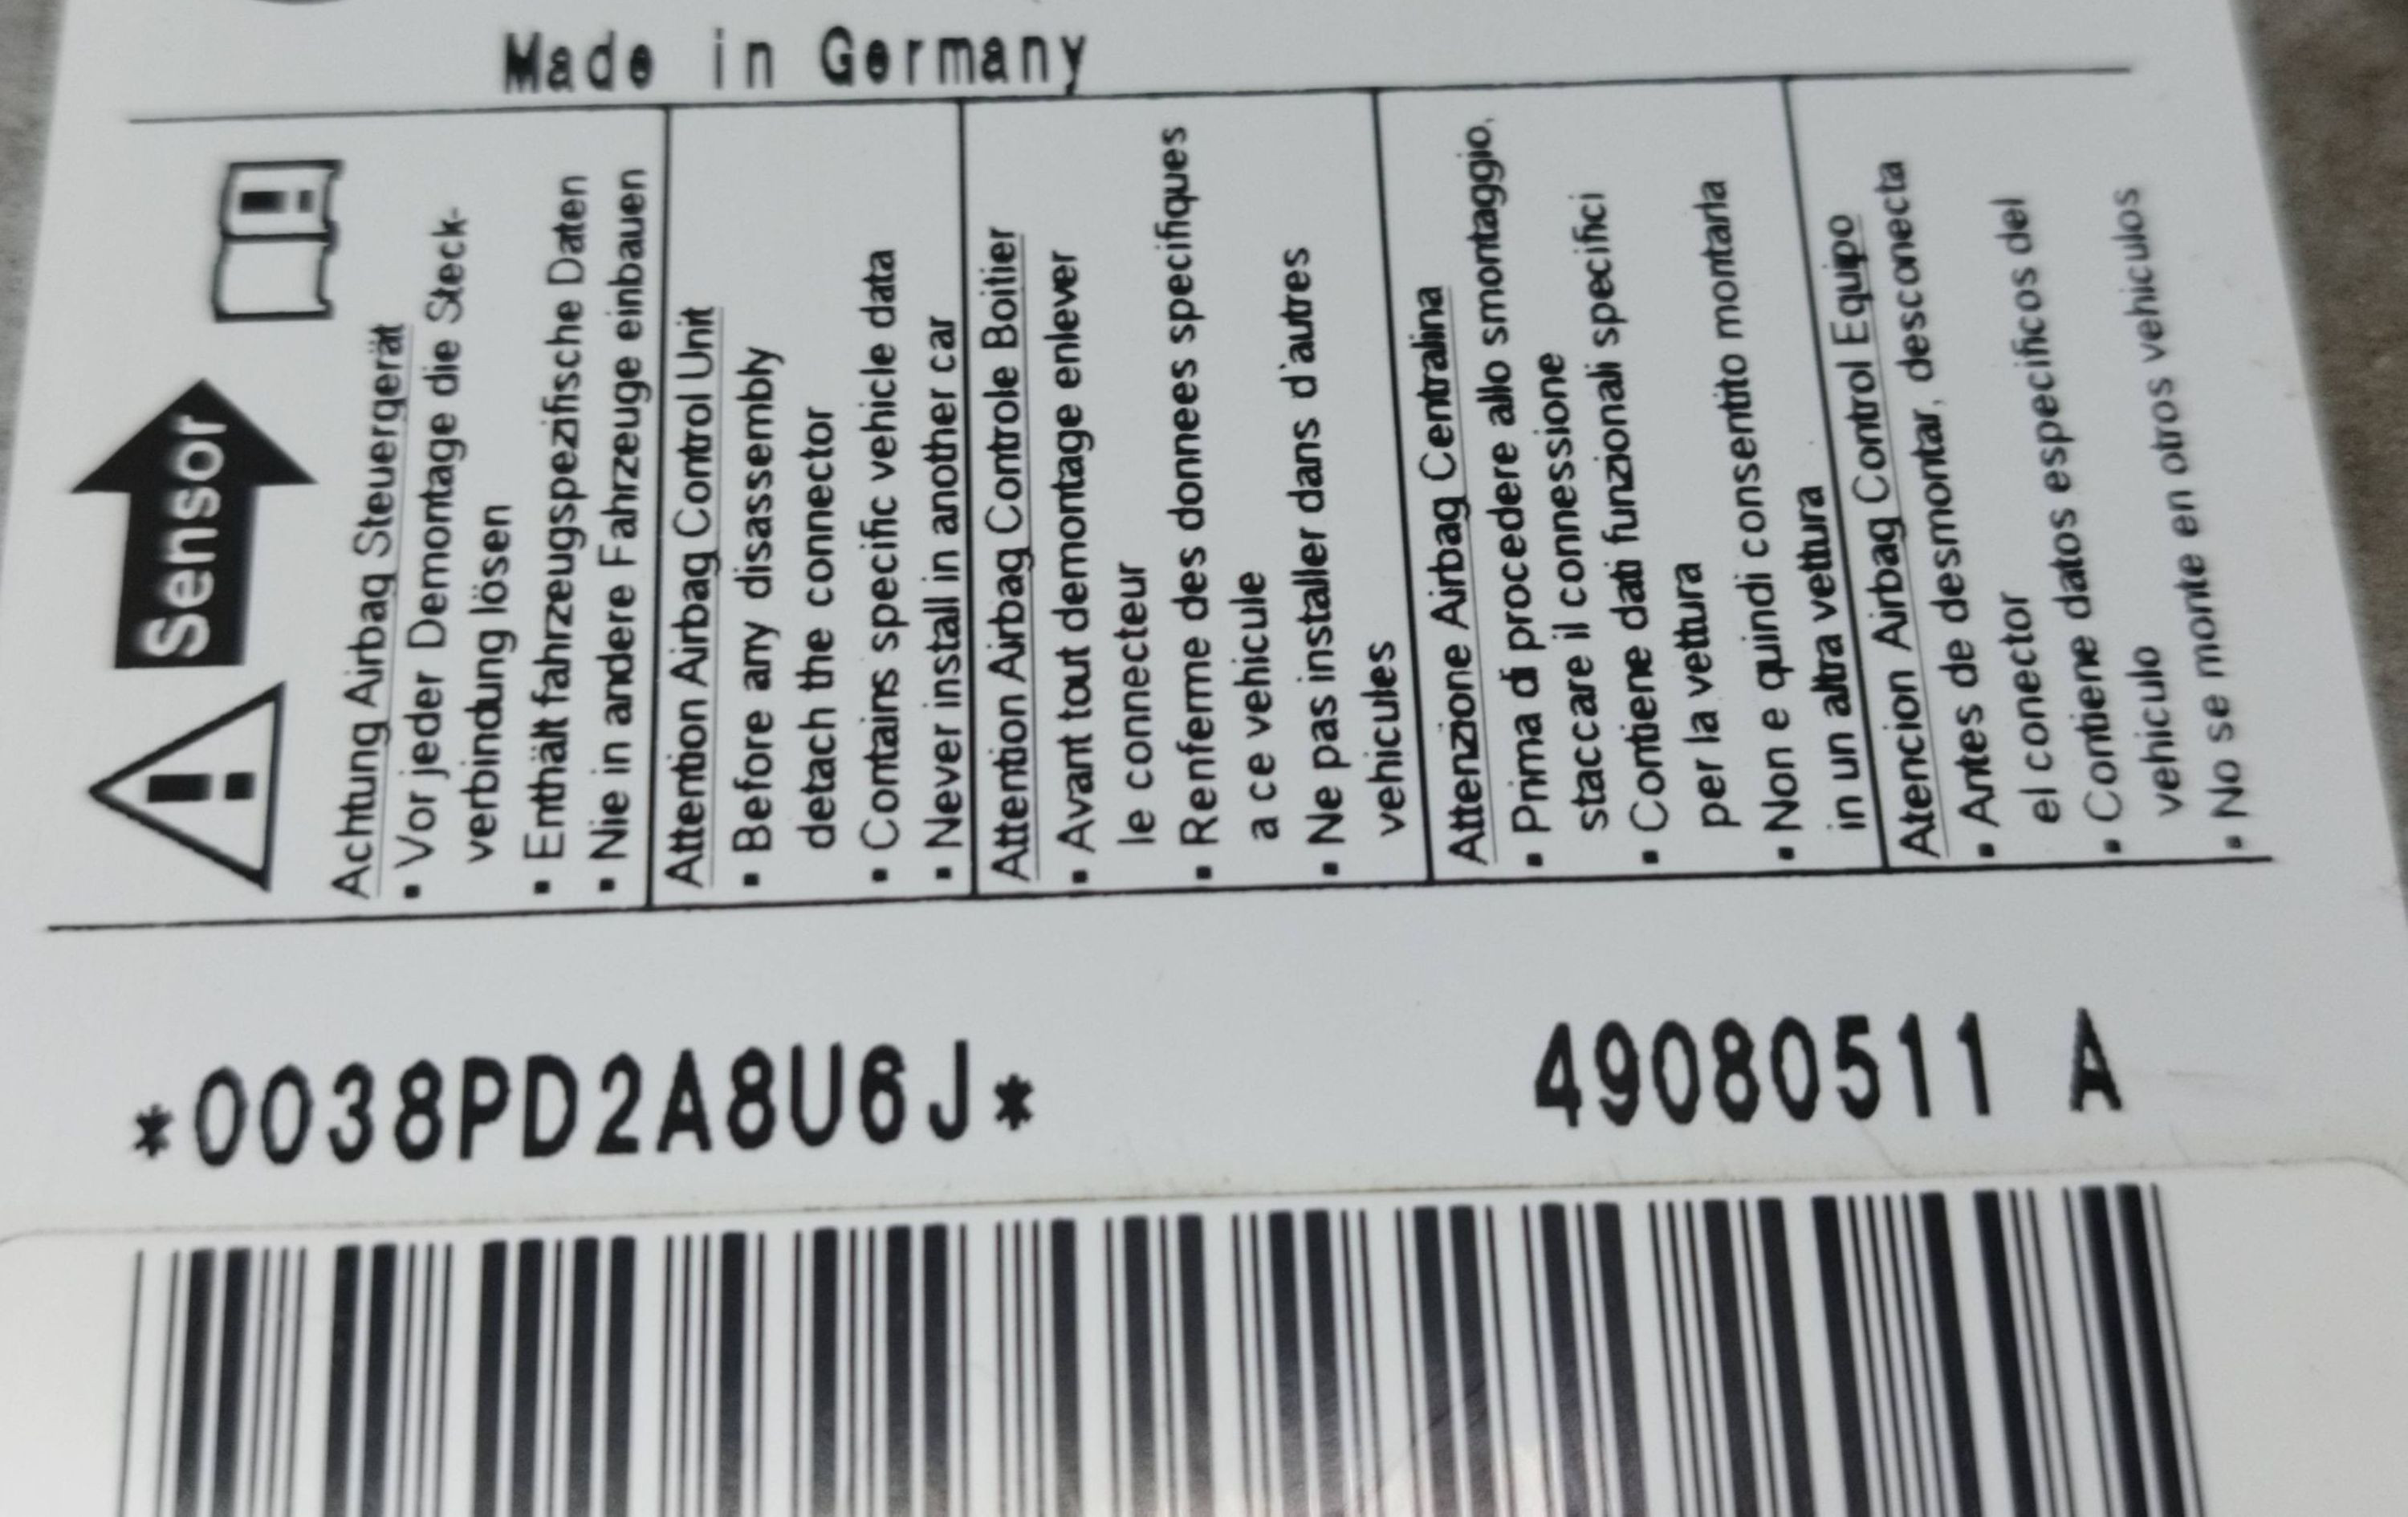 Made in Germany
Sensor
Achtung Airbag Steuergerät
▪ Vor jeder Demontage die Steck-
verbindung lösen
▪ Enthält fahrzeugspezifische Daten
▪ Nie in andere Fahrzeuge einbauen
Attention Airbag Control Unit
▪ Before any disassembly
detach the connector
▪ Contains specific vehicle data
▪ Never install in another car
Attention Airbag Controle Boitier
▪ Avant tout demontage enlever
le connecteur
▪ Renferme des donnees specifiques
a ce vehicule
▪ Ne pas installer dans d'autres
vehicules
Attenzione Airbag Centralina
▪ Prima di procedere allo smontaggio,
staccare il connessione
▪ Contiene dati funzionali specifici
per la vettura
▪ Non e quindi consentito montarla
in un altra vettura
Atencion Airbag Control Equipo
▪ Antes de desmontar, desconecta
el conector
▪ Contiene datos especificos del
vehiculo
▪ No se monte en otros vehiculos
*0038PD2A8U6J* 49080511 A